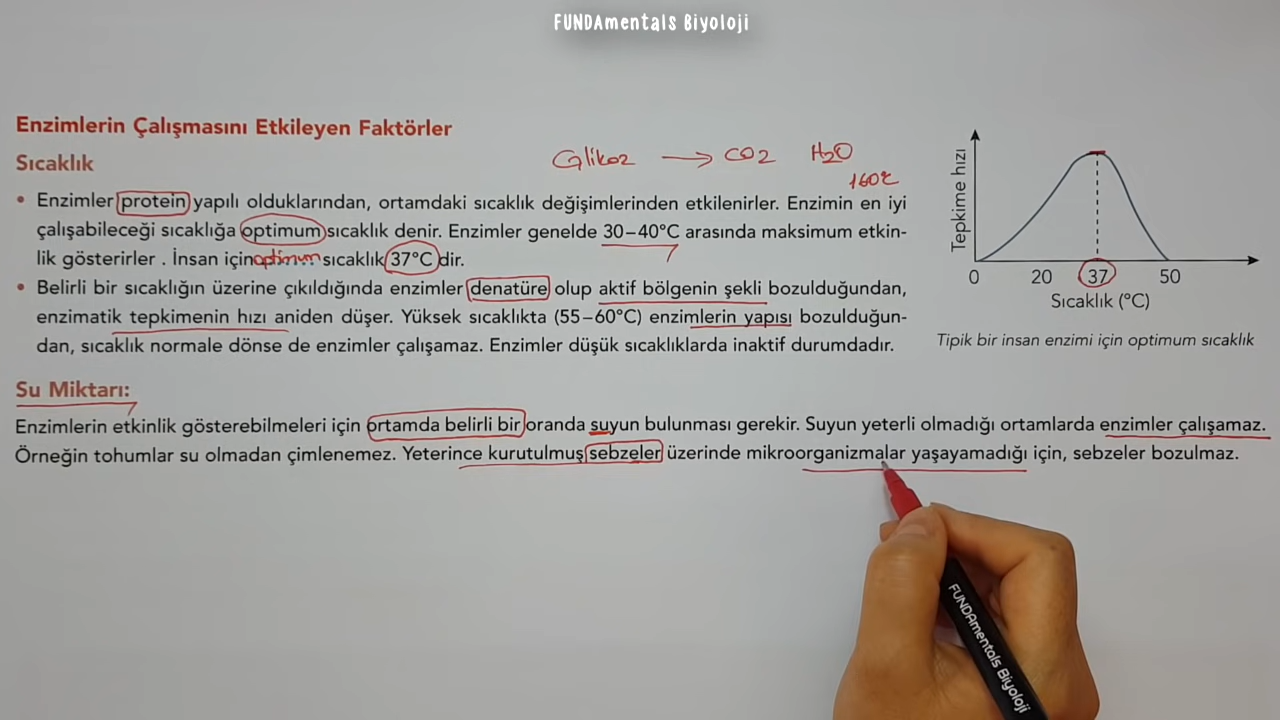 FUNDAmentals Biyoloji
Enzimlerin Çalışmasını Etkileyen Faktörler
Sıcaklık
Glikoz → CO2 H2O
160℃
• Enzimler protein yapılı olduklarından, ortamdaki sıcaklık değişimlerinden etkilenirler. Enzimin en iyi
çalışabileceği sıcaklığa optimum sıcaklık denir. Enzimler genelde 30–40°C arasında maksimum etkin-
lik gösterirler . İnsan için optimum sıcaklık 37°C dir.
• Belirli bir sıcaklığın üzerine çıkıldığında enzimler denatüre olup aktif bölgenin şekli bozulduğundan,
enzimatik tepkimenin hızı aniden düşer. Yüksek sıcaklıkta (55–60°C) enzimlerin yapısı bozulduğun-
dan, sıcaklık normale dönse de enzimler çalışamaz. Enzimler düşük sıcaklıklarda inaktif durumdadır.
Tepkime hızı
0 20 37 50
Sıcaklık (°C)
Tipik bir insan enzimi için optimum sıcaklık
Su Miktarı:
Enzimlerin etkinlik gösterebilmeleri için ortamda belirli bir oranda suyun bulunması gerekir. Suyun yeterli olmadığı ortamlarda enzimler çalışamaz.
Örneğin tohumlar su olmadan çimlenemez. Yeterince kurutulmuş sebzeler üzerinde mikroorganizmalar yaşayamadığı için, sebzeler bozulmaz.
FUNDAmentals Biyoloji